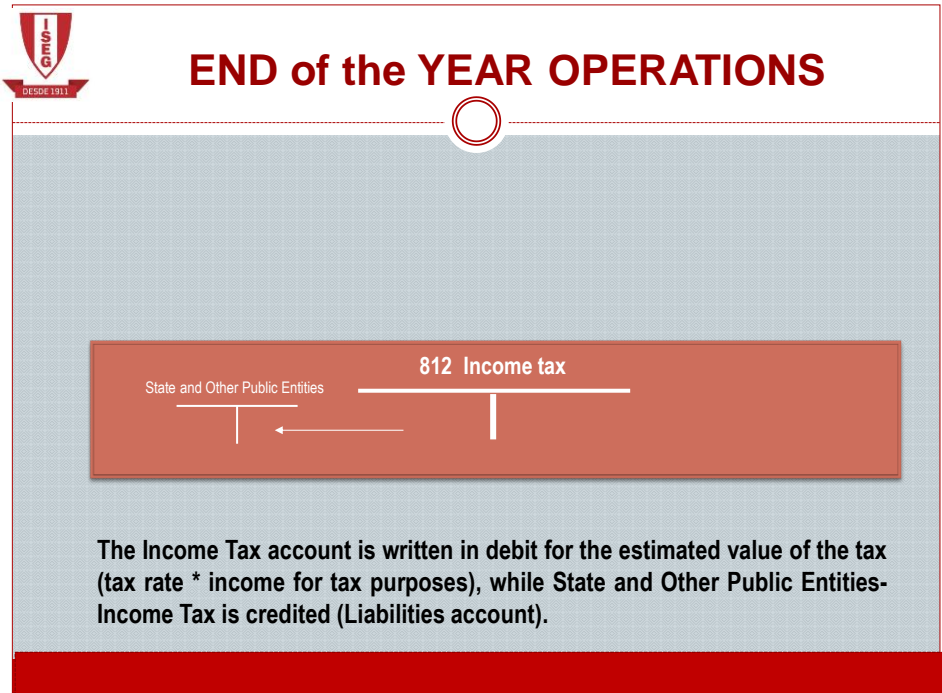 I
S
E
G
DESDE 1911
END of the YEAR OPERATIONS
812 Income tax
State and Other Public Entities
The Income Tax account is written in debit for the estimated value of the tax
(tax rate * income for tax purposes), while State and Other Public Entities-
Income Tax is credited (Liabilities account).